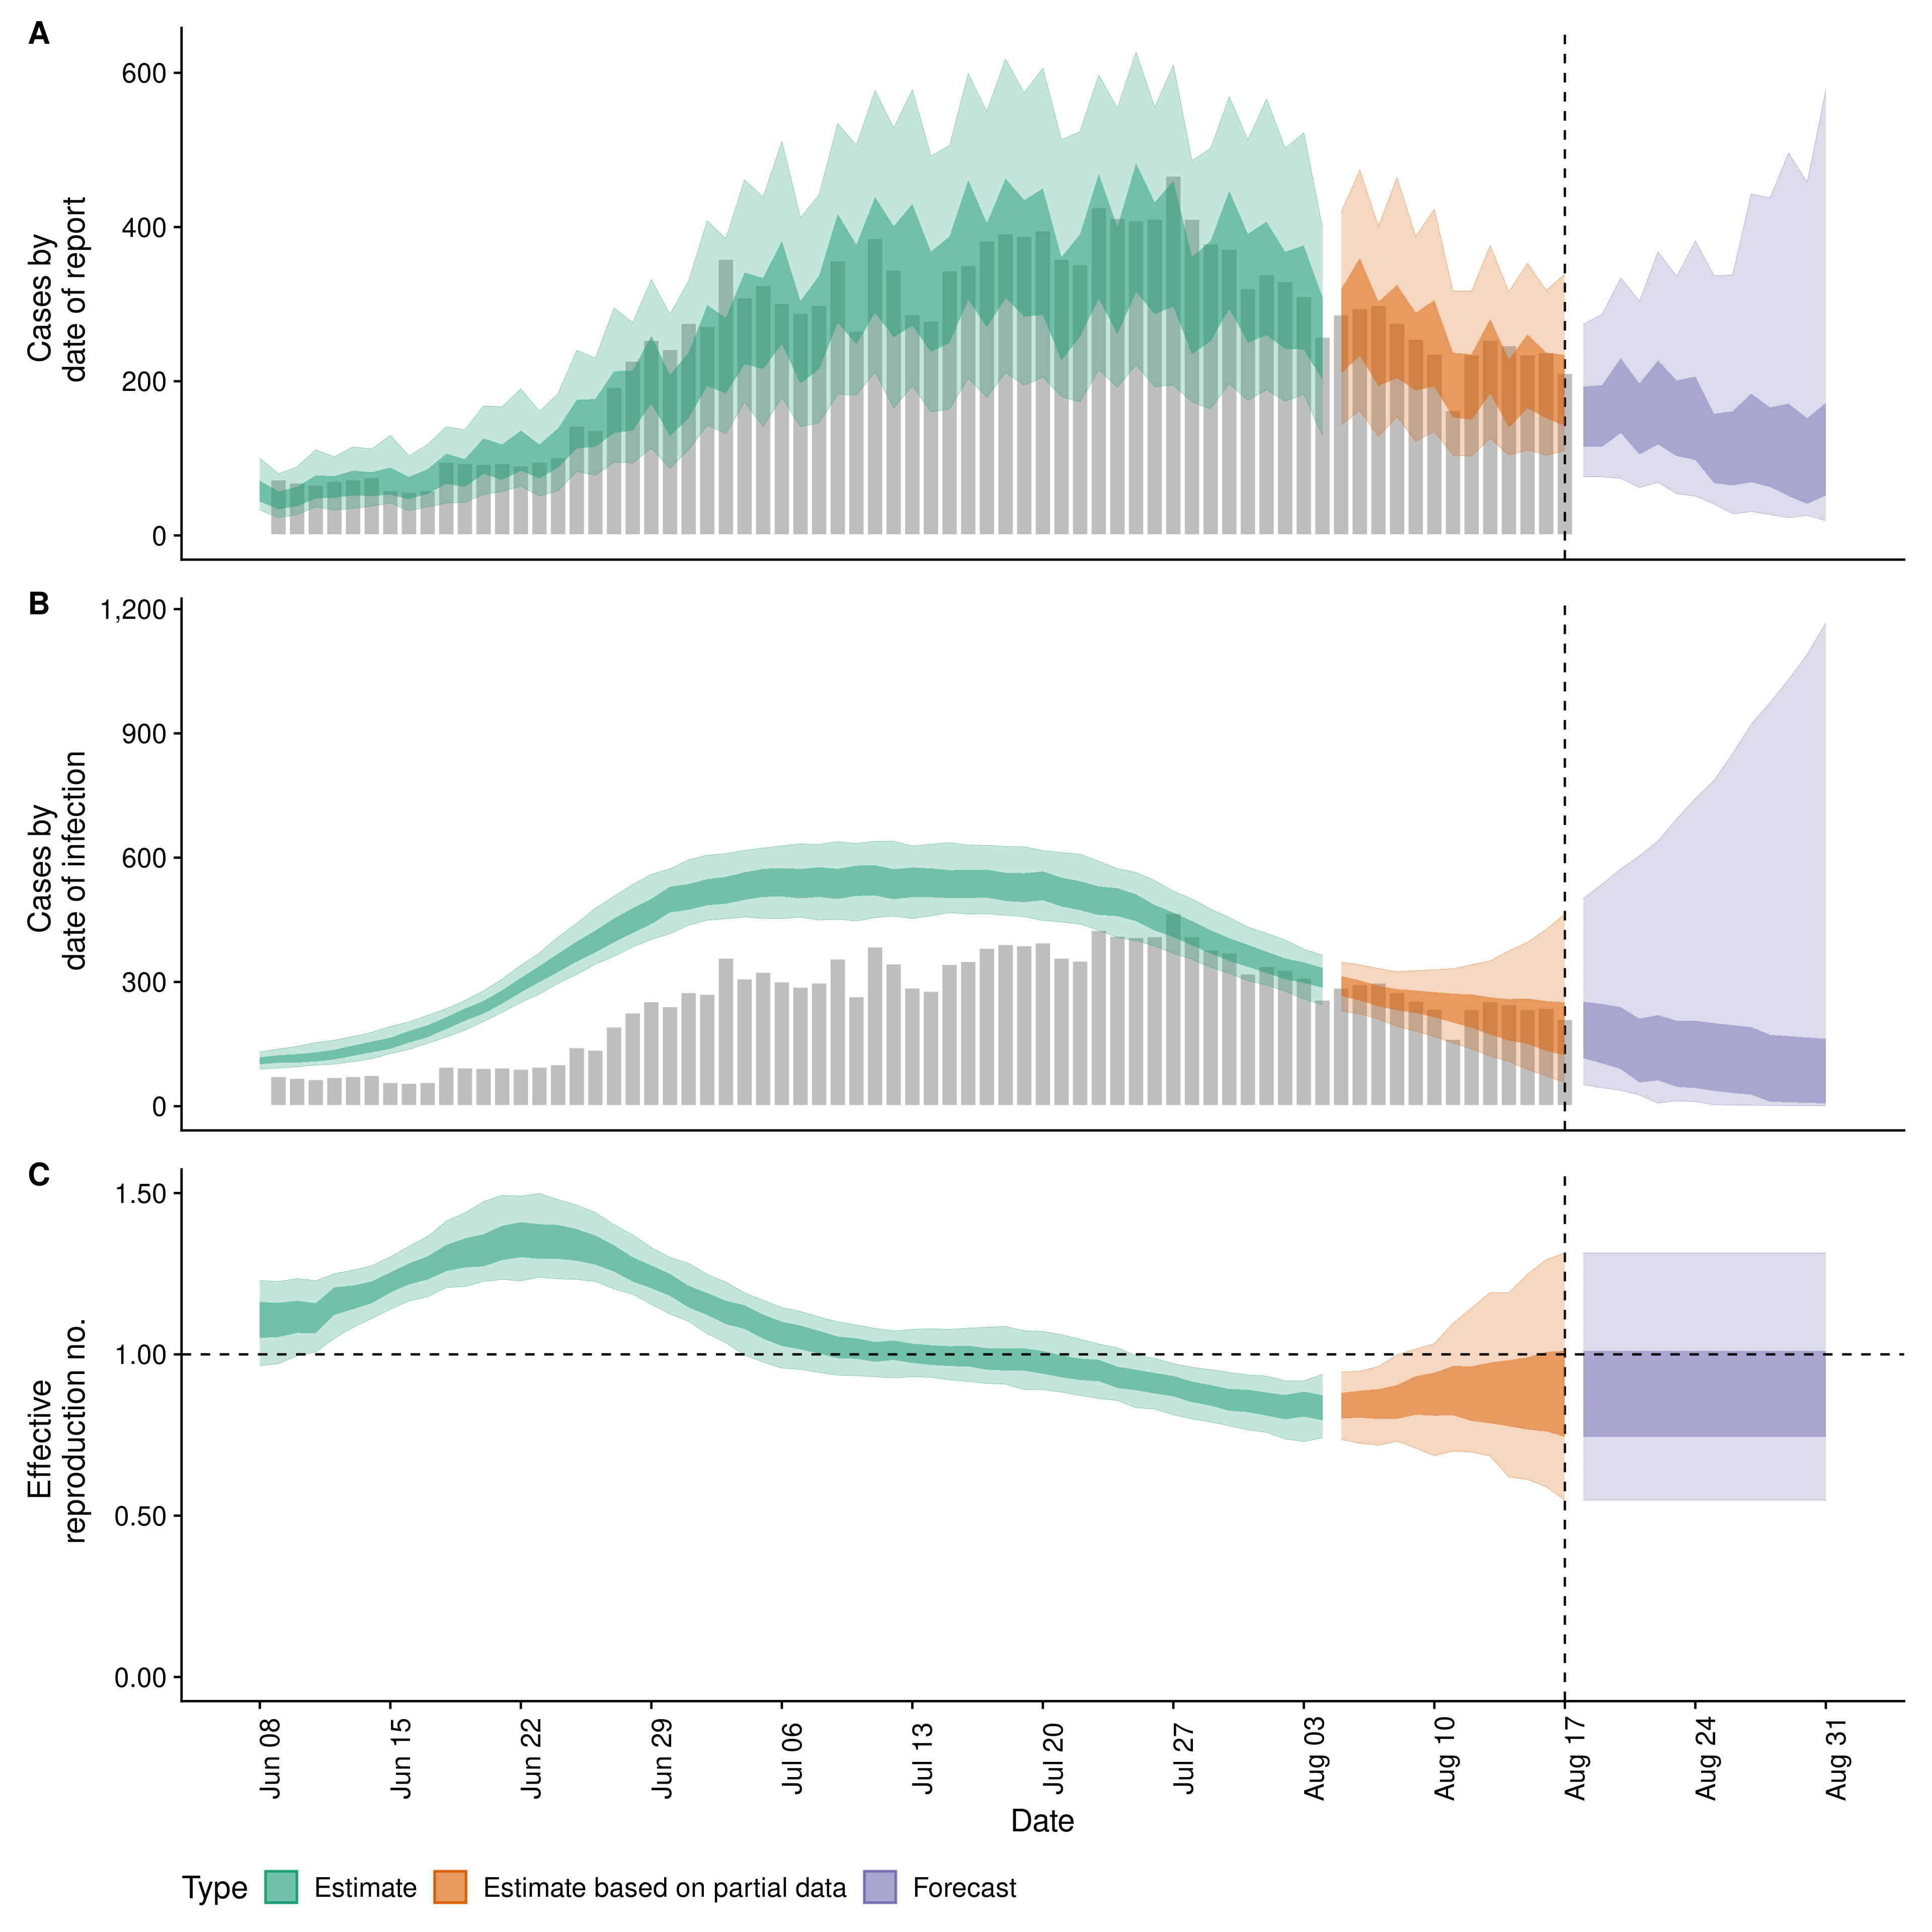 A
600
400
200
0
Cases by
date of report
B
1,200
900
600
300
0
Cases by
date of infection
C
1.50
1.00
0.50
0.00
Effective
reproduction no.
Jun 08
Jun 15
Jun 22
Jun 29
Jul 06
Jul 13
Jul 20
Jul 27
Aug 03
Aug 10
Aug 17
Aug 24
Aug 31
Date
Type Estimate Estimate based on partial data Forecast